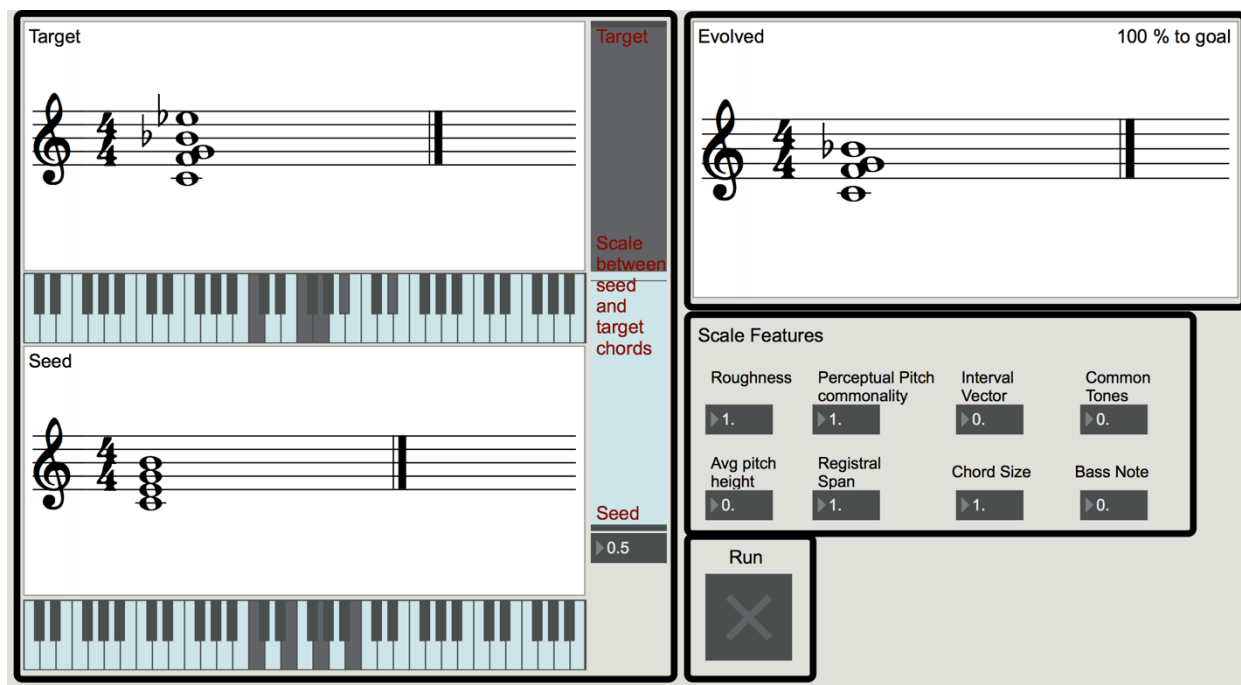 Target
4
4
Target
Scale
between
seed
and
target
chords
Seed
4
4
Seed
0.5
Evolved
100 % to goal
4
4
Scale Features
Roughness
Perceptual Pitch
commonality
Interval
Vector
Common
Tones
1.
1.
0.
0.
Avg pitch
height
Registral
Span
Chord Size
Bass Note
0.
1.
1.
0.
Run